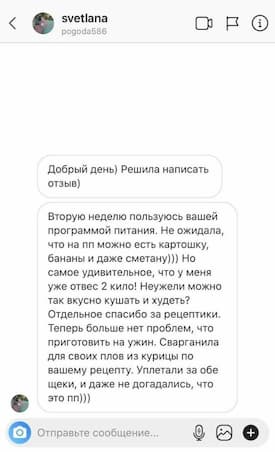 svetlana
pogoda586
Добрый день) Решила написать
отзыв)
Вторую неделю пользуюсь вашей
программой питания. Не ожидала,
что на пп можно есть картошку,
бананы и даже сметану))) Но
самое удивительное, что у меня
уже отвес 2 кило! Неужели можно
так вкусно кушать и худеть?
Отдельное спасибо за рецептики.
Теперь больше нет проблем, что
приготовить на ужин. Сварганила
для своих плов из курицы по
вашему рецепту. Уплетали за обе
щеки, и даже не догадались, что
это пп)))
Отправьте сообщение...